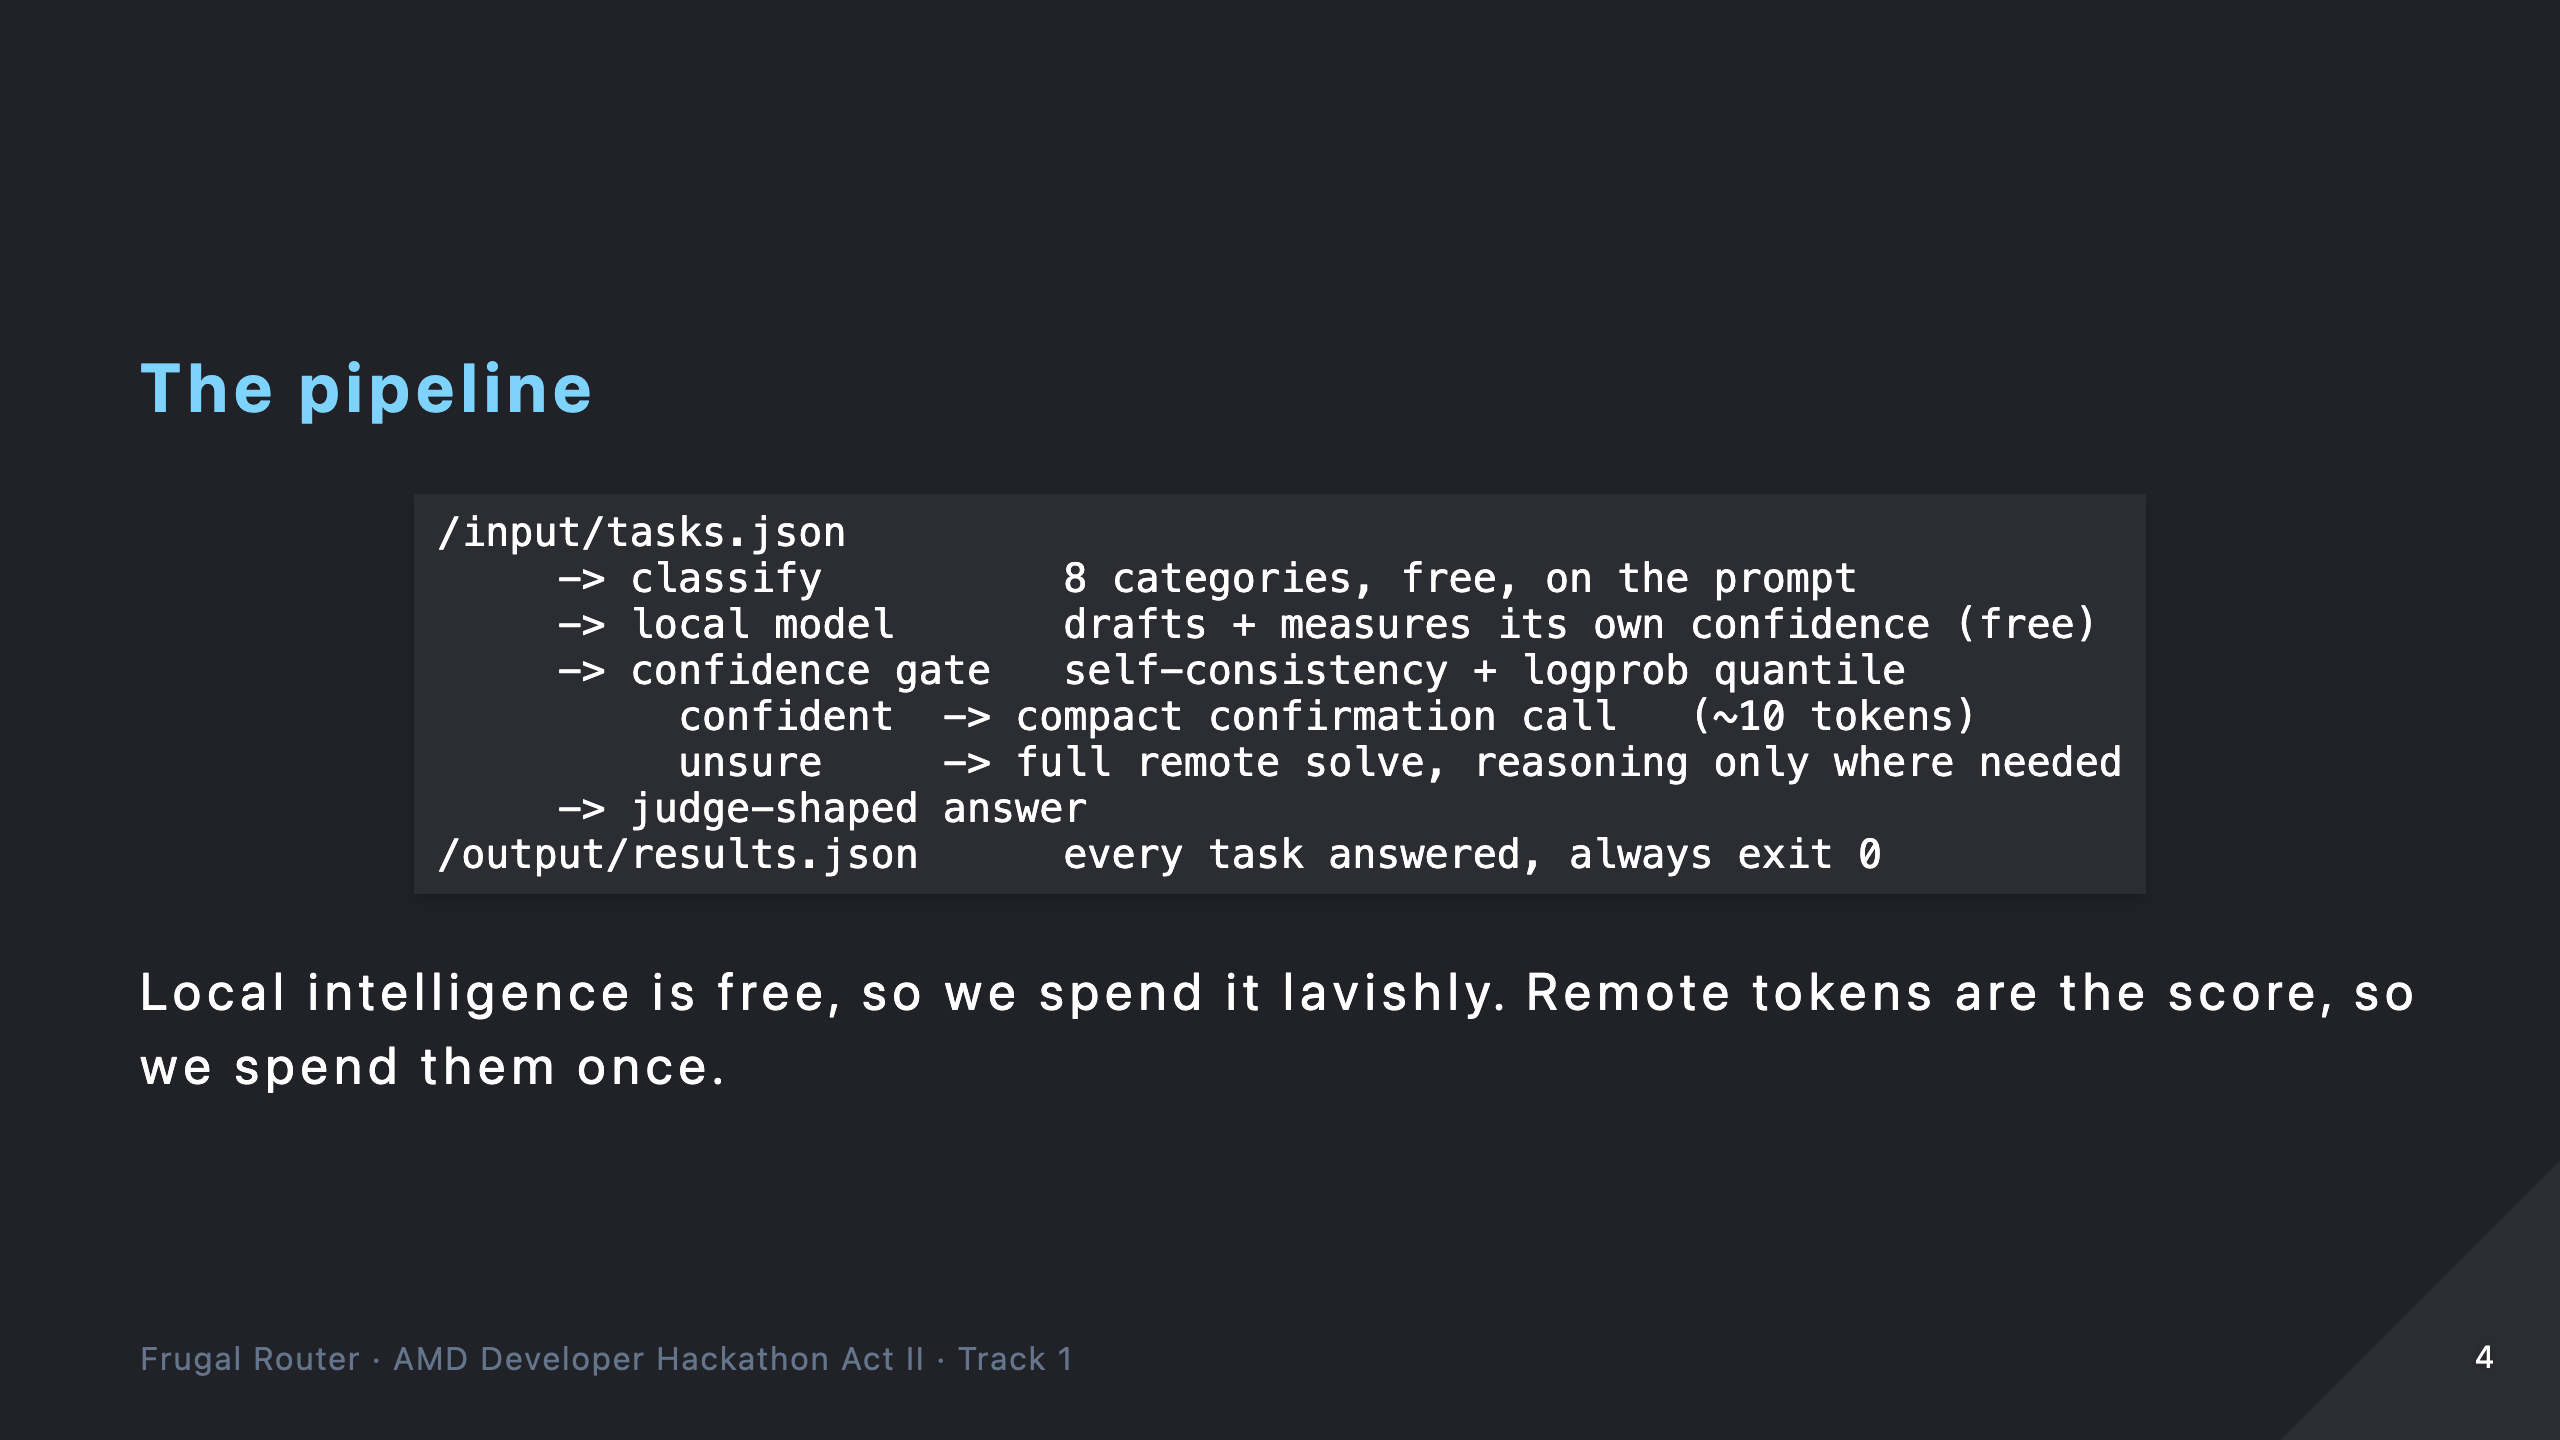 The pipeline
/input/tasks.json
     -> classify          8 categories, free, on the prompt
     -> local model       drafts + measures its own confidence (free)
     -> confidence gate   self-consistency + logprob quantile
          confident  -> compact confirmation call   (~10 tokens)
          unsure     -> full remote solve, reasoning only where needed
     -> judge-shaped answer
/output/results.json      every task answered, always exit 0
Local intelligence is free, so we spend it lavishly. Remote tokens are the score, so
we spend them once.
Frugal Router · AMD Developer Hackathon Act II · Track 1
4